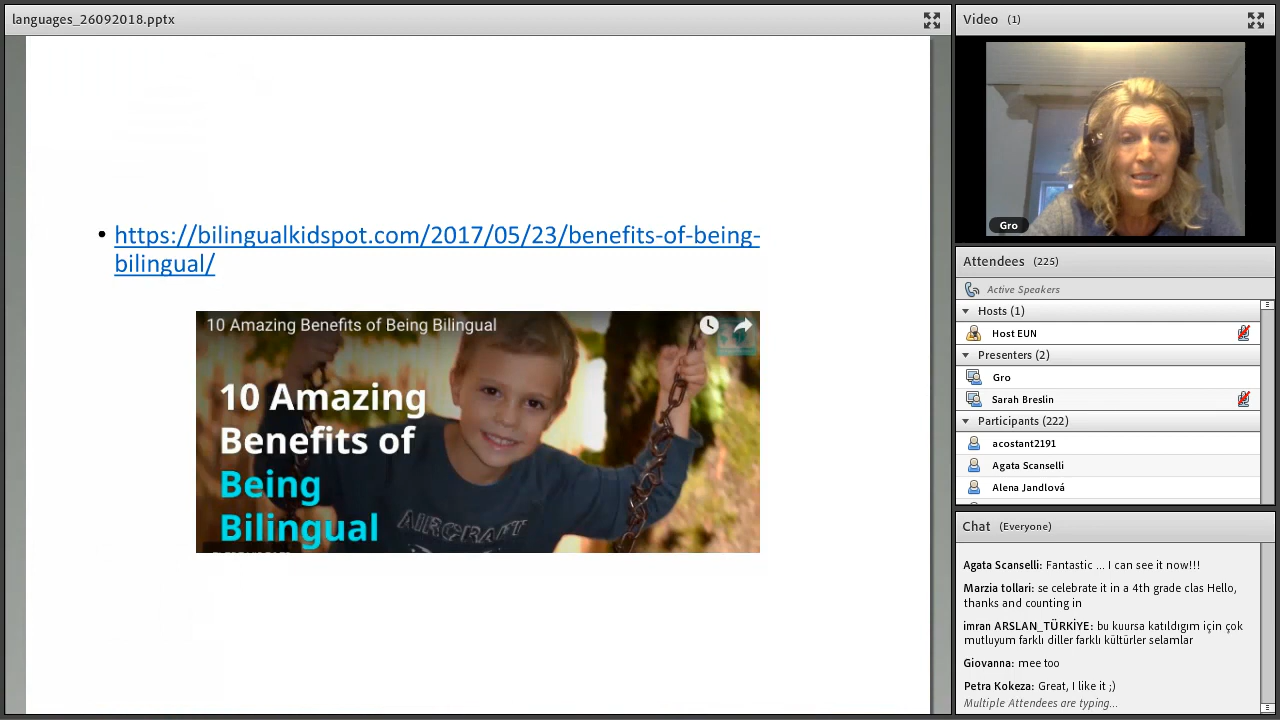 languages_26092018.pptx
https://bilingualkidspot.com/2017/05/23/benefits-of-being-
bilingual/
10 Amazing Benefits of Being Bilingual
10 Amazing
Benefits of
Being
Bilingual
AIRCRAFT
Video (1)
Gro
Attendees (225)
Active Speakers
Hosts (1)
Host EUN
Presenters (2)
Gro
Sarah Breslin
Participants (222)
acostant2191
Agata Scanselli
Alena Jandlová
Chat (Everyone)
Agata Scanselli: Fantastic ... I can see it now!!!
Marzia tollari: se celebrate it in a 4th grade clas Hello,
thanks and counting in
imran ARSLAN_TÜRKİYE: bu kuursa katıldıgım için çok
mutluyum farklı diller farklı kültürler selamlar
Giovanna: mee too
Petra Kokeza: Great, I like it ;)
Multiple Attendees are typing...